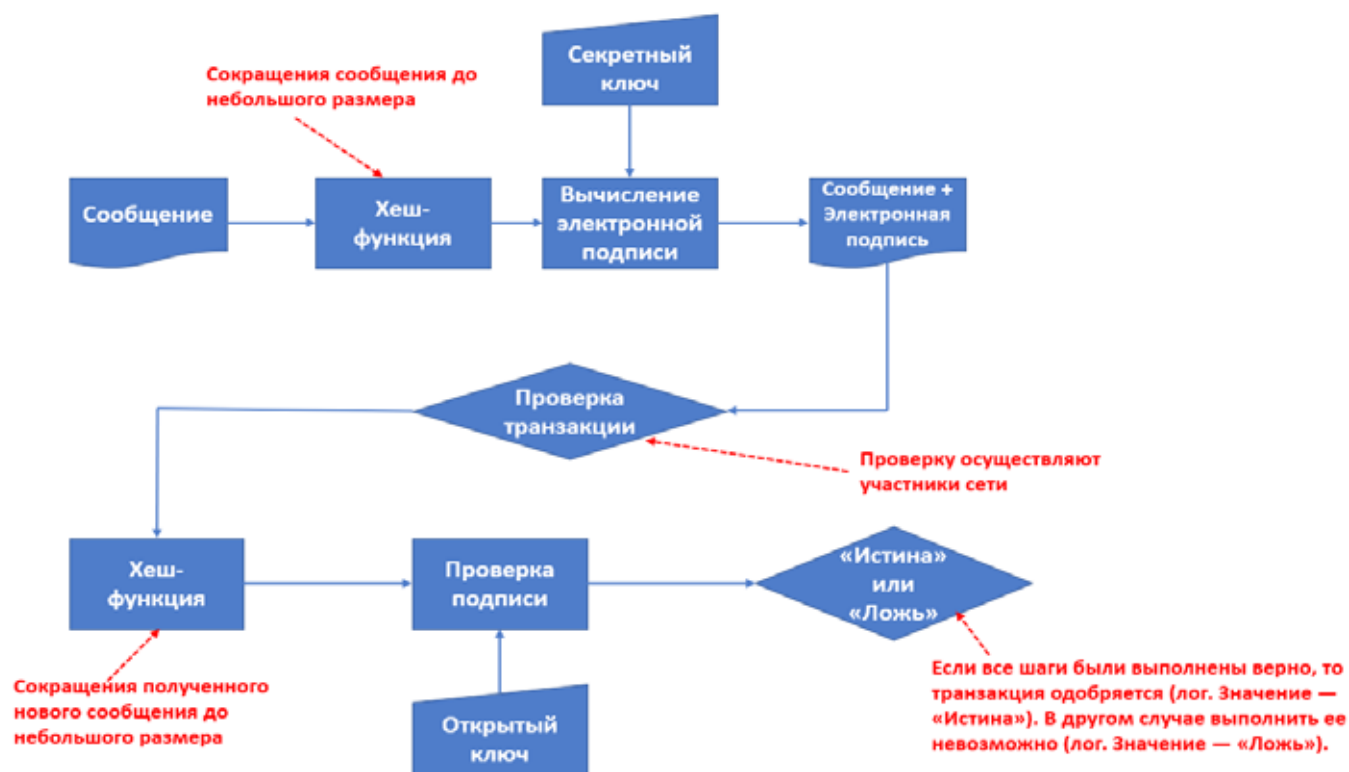 Секретный
ключ
Сокращения сообщения до
небольшого размера
Сообщение
Хеш-
функция
Вычисление
электронной
подписи
Сообщение +
Электронная
подпись
Проверка
транзакции
Проверку осуществляют
участники сети
Хеш-
функция
Проверка
подписи
«Истина»
или
«Ложь»
Сокращения полученного
нового сообщения до
небольшого размера
Открытый
ключ
Если все шаги были выполнены верно, то
транзакция одобряется (лог. Значение —
«Истина»). В другом случае выполнить ее
невозможно (лог. Значение — «Ложь»).